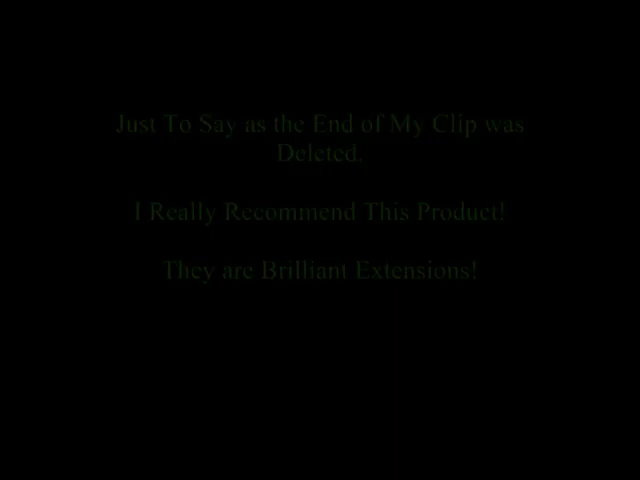 Just To Say as the End of My Clip was
Deleted.
I Really Recommend This Product!
They are Brilliant Extensions!